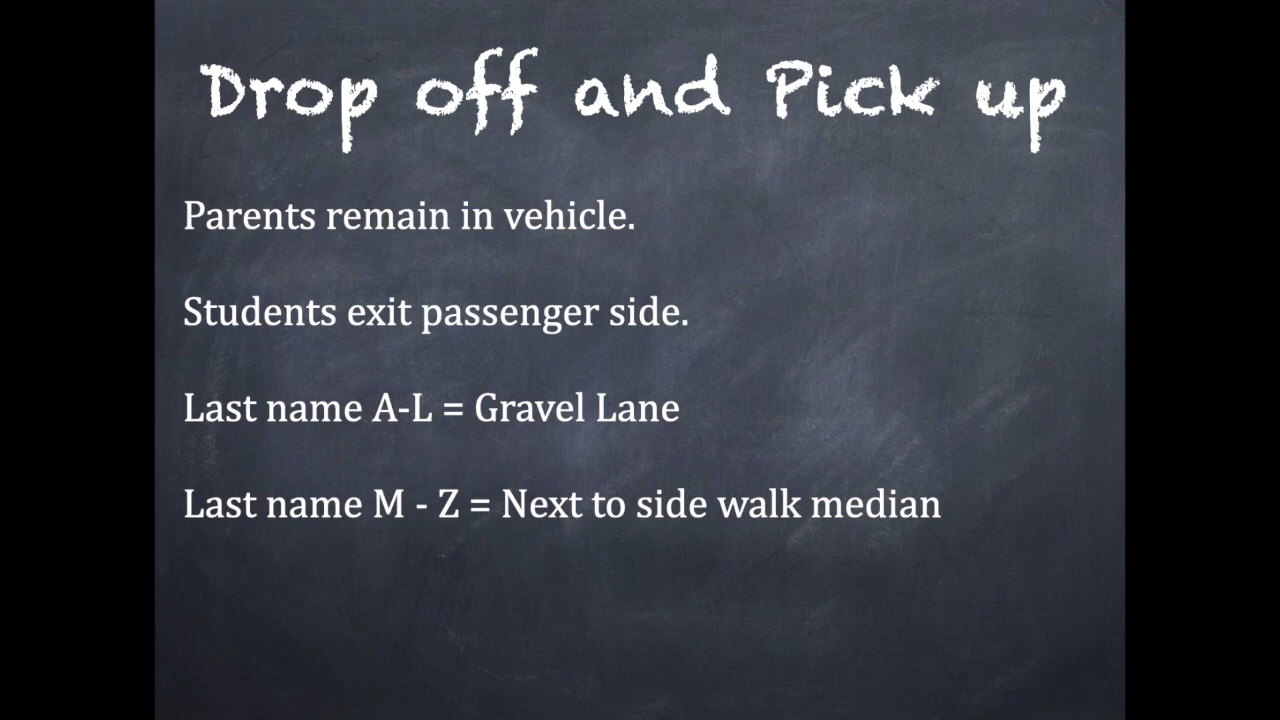 Drop off and Pick up
Parents remain in vehicle.
Students exit passenger side.
Last name A-L = Gravel Lane
Last name M - Z = Next to side walk median